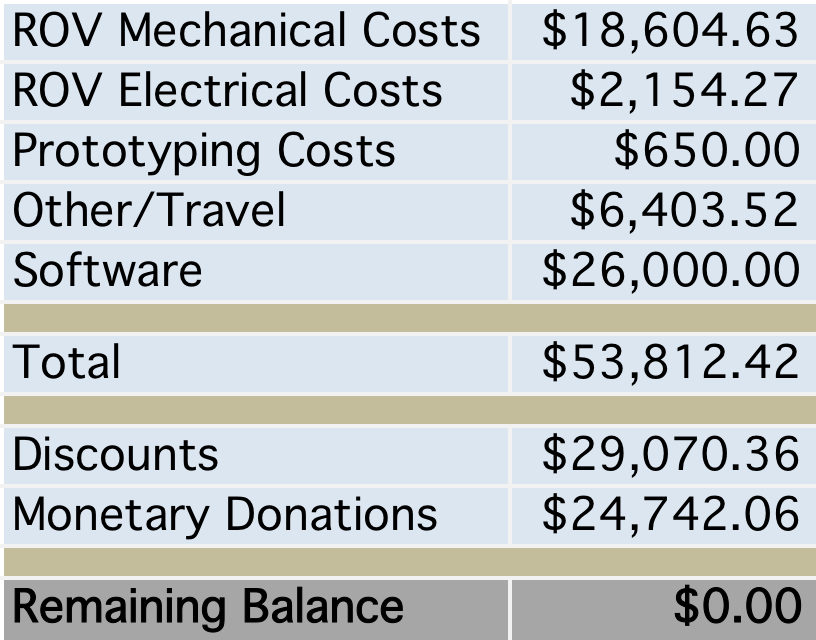 ROV Mechanical Costs $18,604.63
ROV Electrical Costs $2,154.27
Prototyping Costs $650.00
Other/Travel $6,403.52
Software $26,000.00
Total $53,812.42
Discounts $29,070.36
Monetary Donations $24,742.06
Remaining Balance $0.00